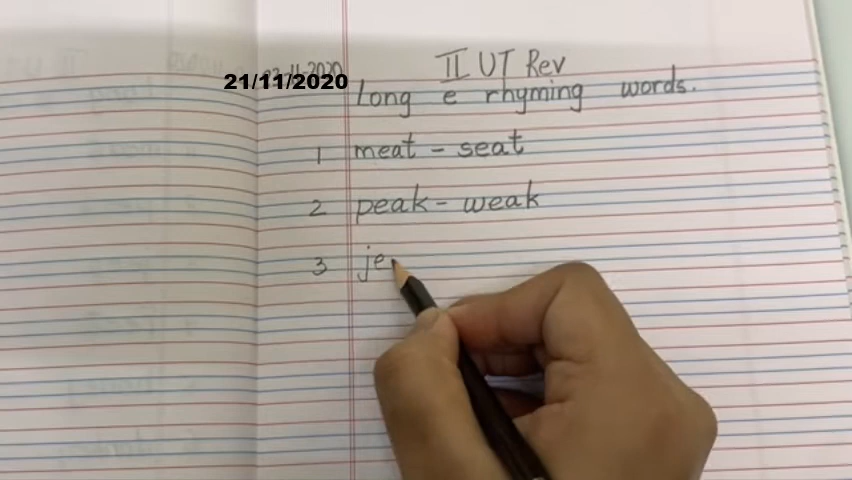 II UT Rev
21/11/2020
Long e rhyming words.
1 meat - seat
2 peak - weak
3 je